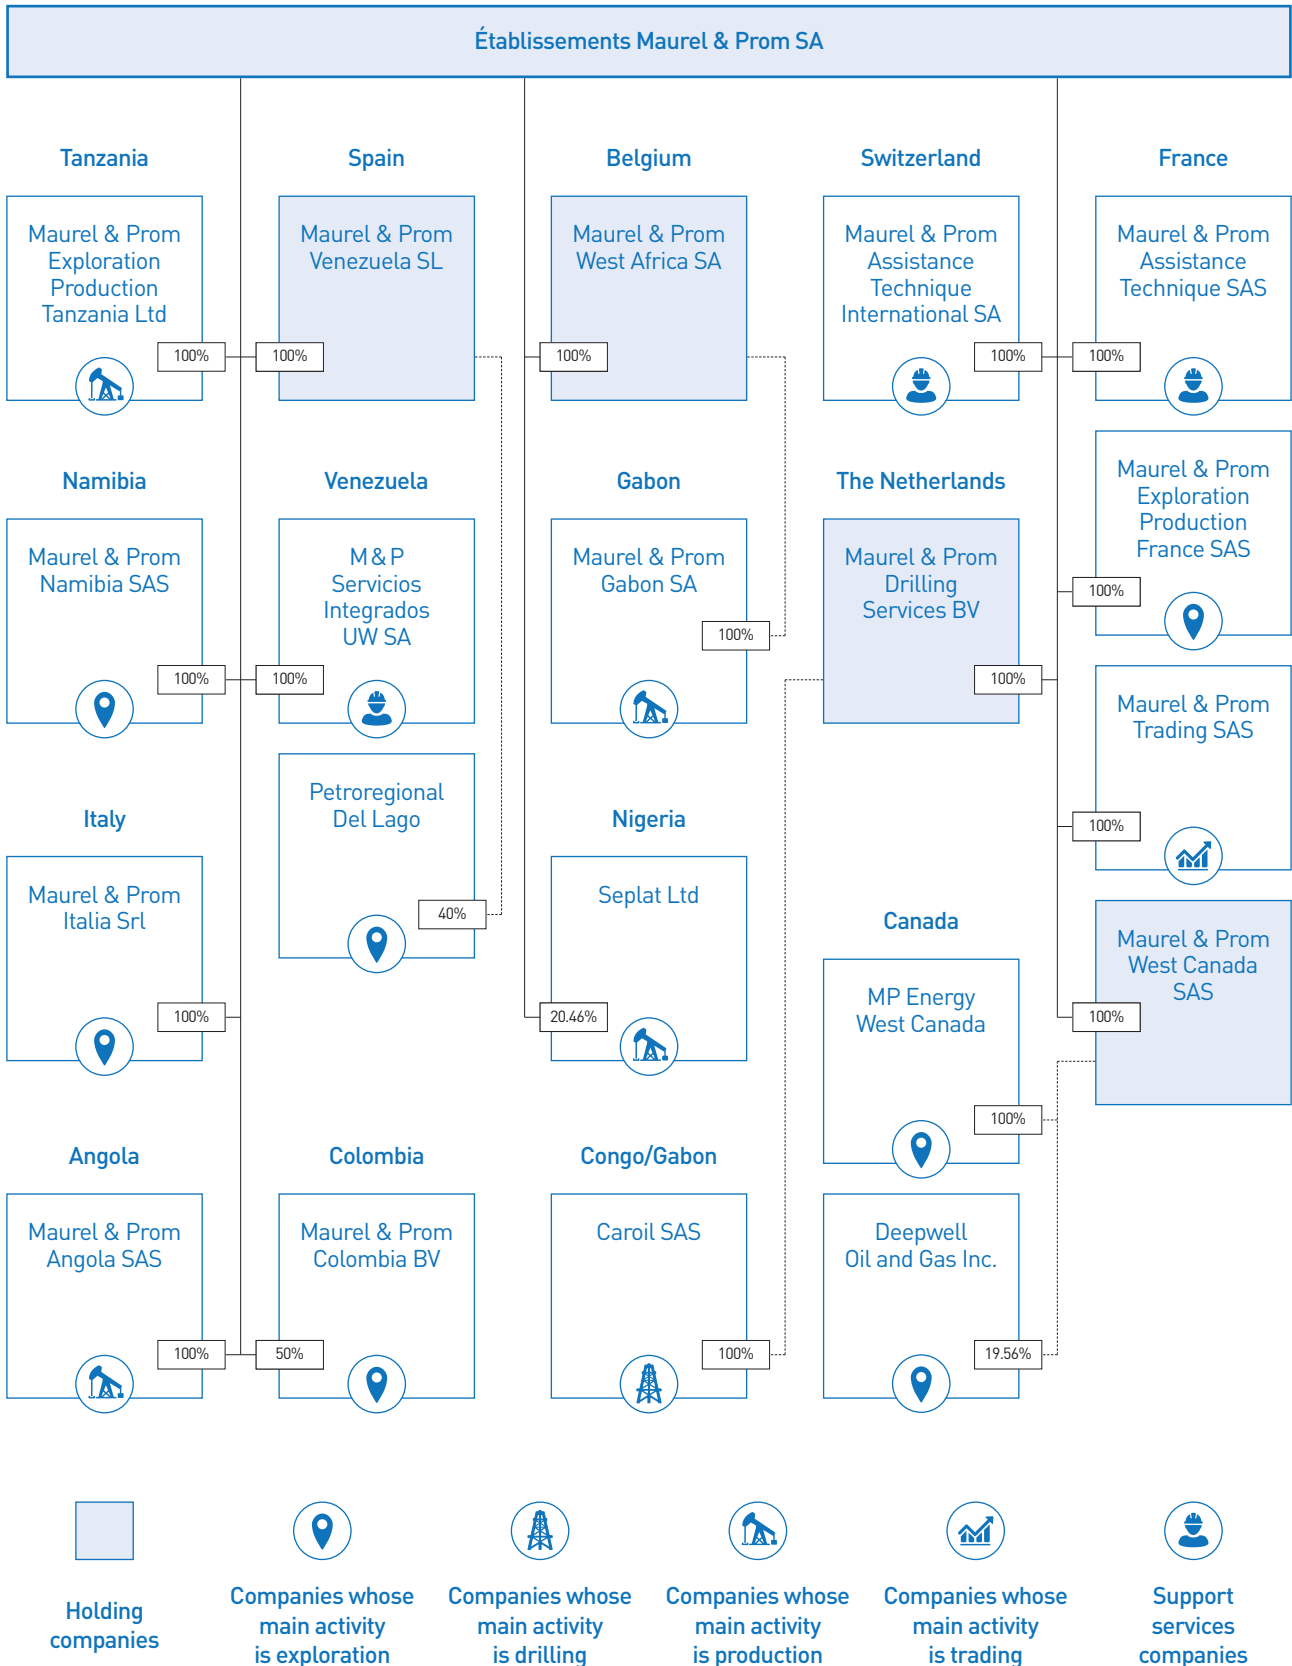 Établissements Maurel & Prom SA
Tanzania
Maurel & Prom
Exploration
Production
Tanzania Ltd
100%
Spain
Maurel & Prom
Venezuela SL
100%
Belgium
Maurel & Prom
West Africa SA
100%
Switzerland
Maurel & Prom
Assistance
Technique
International SA
100%
France
Maurel & Prom
Assistance
Technique SAS
100%
Maurel & Prom
Exploration
Production
France SAS
100%
Maurel & Prom
Trading SAS
100%
Maurel & Prom
West Canada
SAS
100%
Namibia
Maurel & Prom
Namibia SAS
100%
Venezuela
M & P
Servicios
Integrados
UW SA
100%
Petroregional
Del Lago
40%
Gabon
Maurel & Prom
Gabon SA
100%
The Netherlands
Maurel & Prom
Drilling
Services BV
100%
Italy
Maurel & Prom
Italia Srl
100%
Nigeria
Seplat Ltd
20.46%
Canada
MP Energy
West Canada
100%
Deepwell
Oil and Gas Inc.
19.56%
Angola
Maurel & Prom
Angola SAS
100%
Colombia
Maurel & Prom
Colombia BV
50%
Congo/Gabon
Caroil SAS
100%
Holding
companies
Companies whose
main activity
is exploration
Companies whose
main activity
is drilling
Companies whose
main activity
is production
Companies whose
main activity
is trading
Support
services
companies